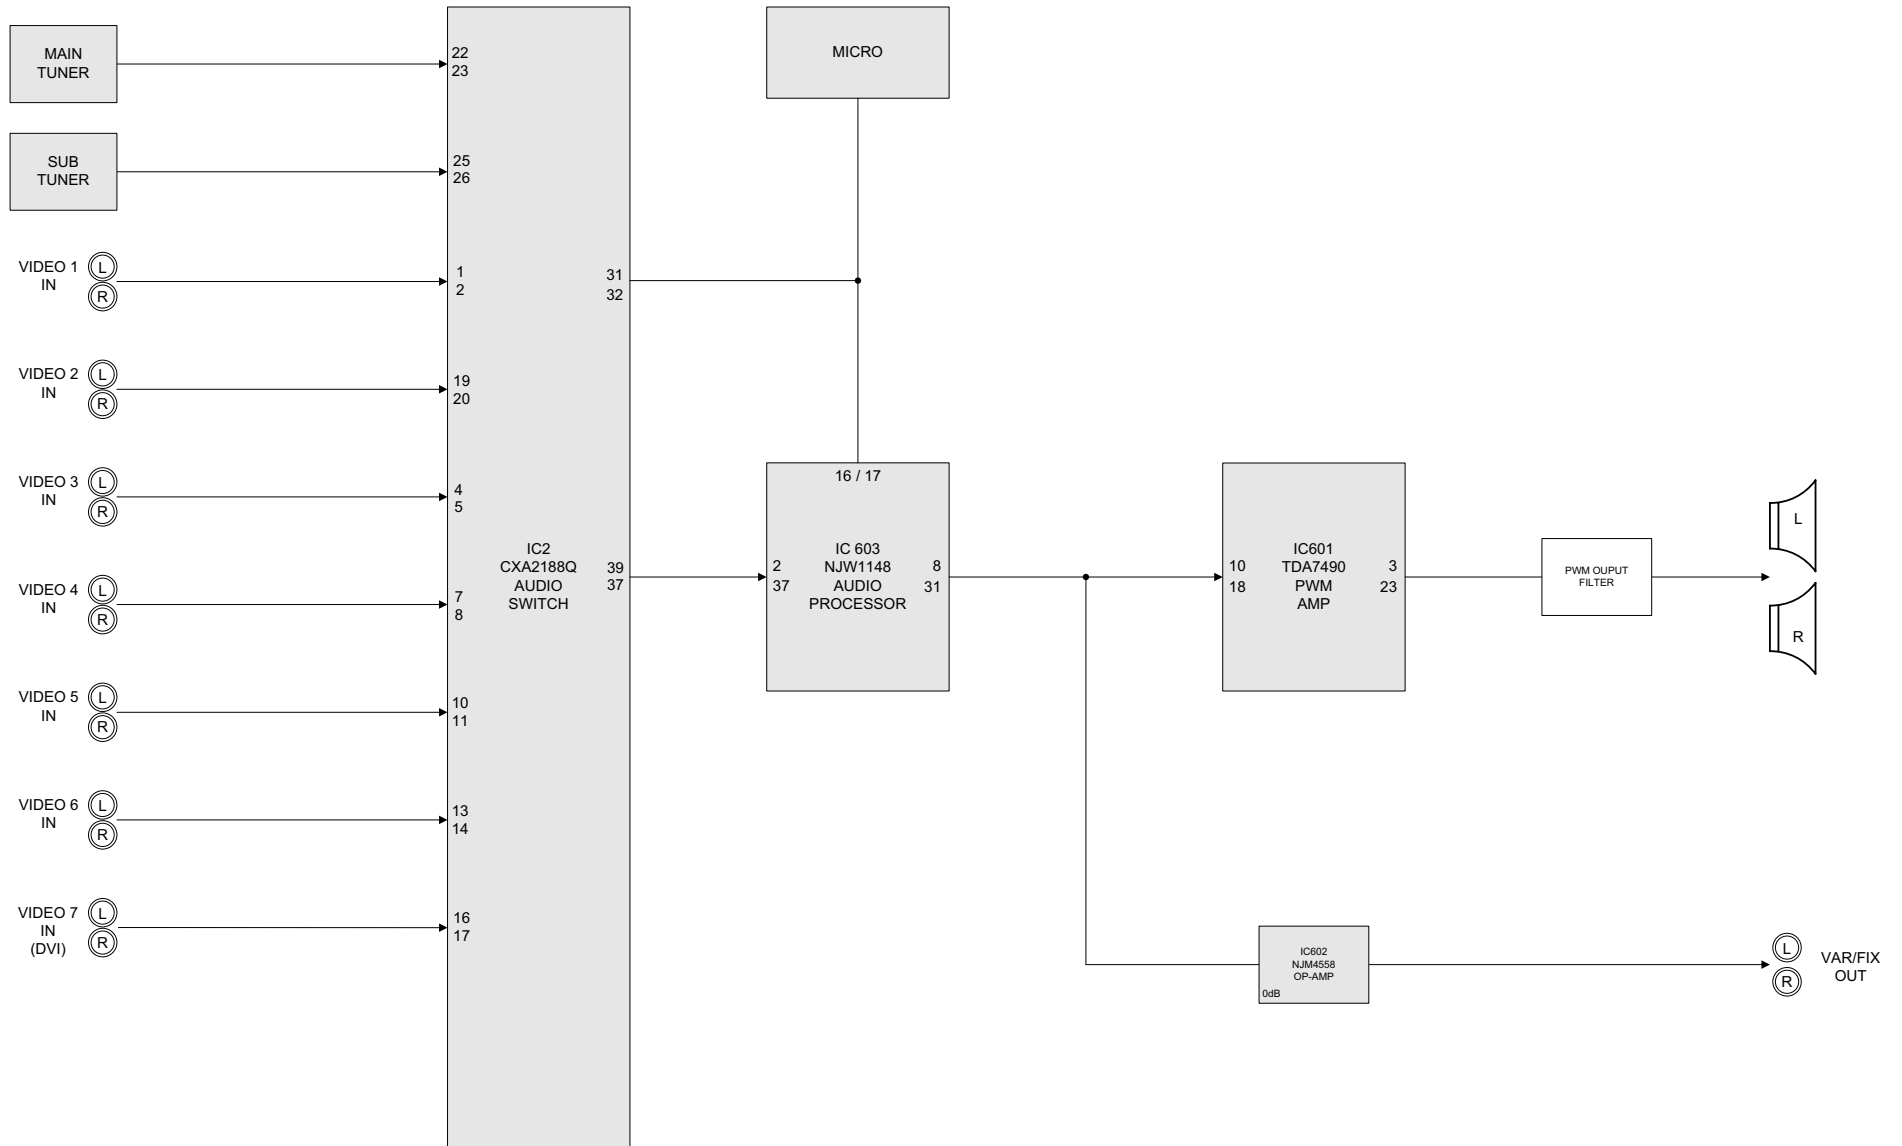 MAIN
TUNER
22
23
MICRO
SUB
TUNER
25
26
VIDEO 1
IN
L
R
1
2
31
32
VIDEO 2
IN
L
R
19
20
VIDEO 3
IN
L
R
4
5
16 / 17
VIDEO 4
IN
L
R
7
8
IC2
CXA2188Q
AUDIO
SWITCH
39
37
2
37
IC 603
NJW1148
AUDIO
PROCESSOR
8
31
10
18
IC601
TDA7490
PWM
AMP
3
23
PWM OUPUT
FILTER
L
R
VIDEO 5
IN
L
R
10
11
VIDEO 6
IN
L
R
13
14
VIDEO 7
IN
(DVI)
L
R
16
17
IC602
NJM4558
OP-AMP
0dB
L
R
VAR/FIX
OUT